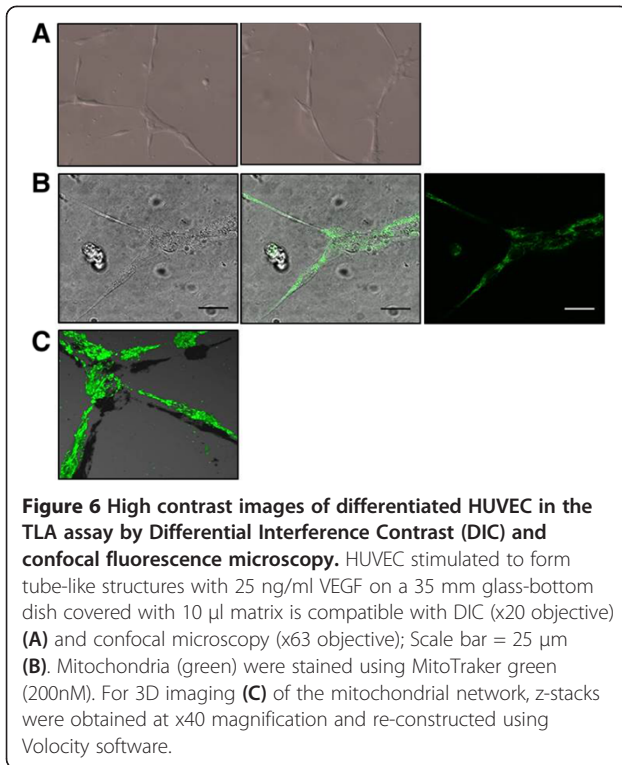 A
B
C
Figure 6 High contrast images of differentiated HUVEC in the
TLA assay by Differential Interference Contrast (DIC) and
confocal fluorescence microscopy. HUVEC stimulated to form
tube-like structures with 25 ng/ml VEGF on a 35 mm glass-bottom
dish covered with 10 μl matrix is compatible with DIC (x20 objective)
(A) and confocal microscopy (x63 objective); Scale bar = 25 μm
(B). Mitochondria (green) were stained using MitoTraker green
(200nM). For 3D imaging (C) of the mitochondrial network, z-stacks
were obtained at x40 magnification and re-constructed using
Volocity software.